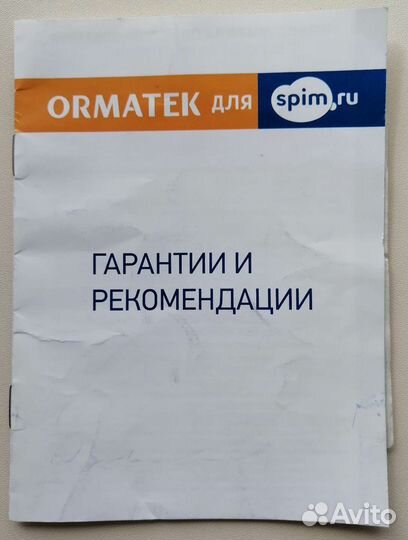 ORMATEK для spim.ru
ГАРАНТИИ И
РЕКОМЕНДАЦИИ
Avito